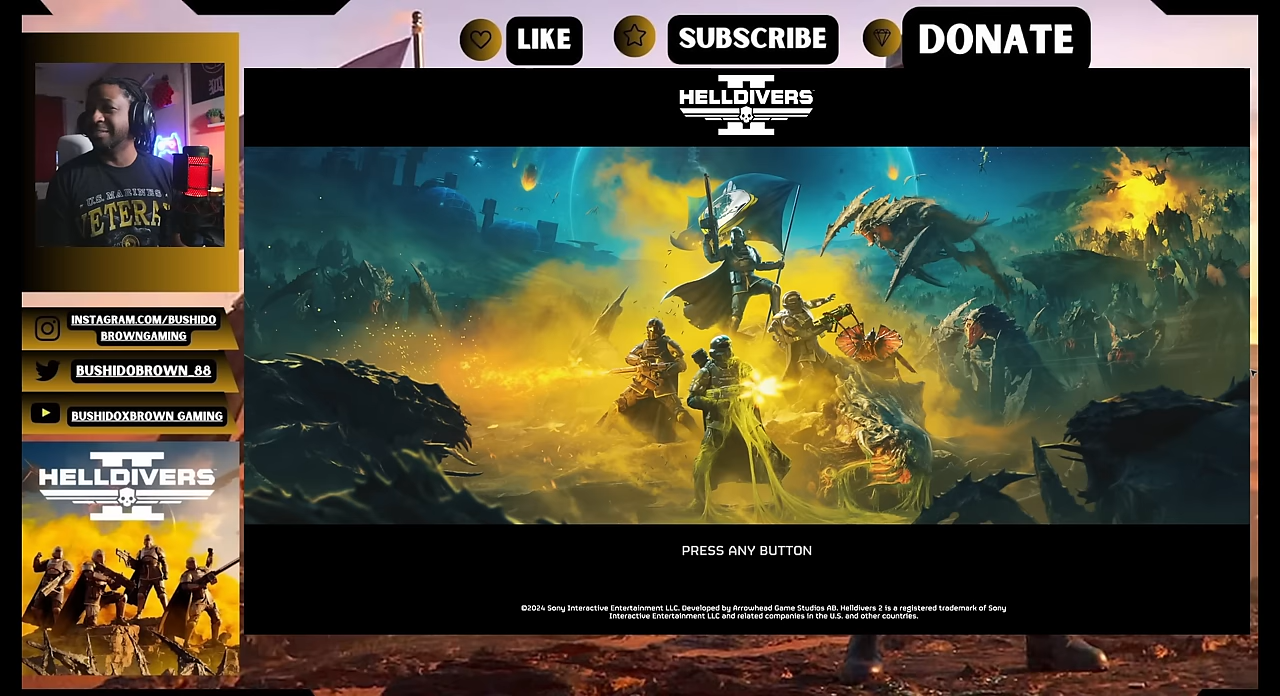 LIKE
SUBSCRIBE
DONATE
HELLDIVERS
II
U.S. MARINES
VETERA
INSTAGRAM.COM/BUSHIDO
BROWNGAMING
BUSHIDOBROWN_88
BUSHIDOXBROWN GAMING
HELLDIVERS
II
PRESS ANY BUTTON
©2024 Sony Interactive Entertainment LLC. Developed by Arrowhead Game Studios AB. Helldivers 2 is a registered trademark of Sony
Interactive Entertainment LLC and related companies in the U.S. and other countries.